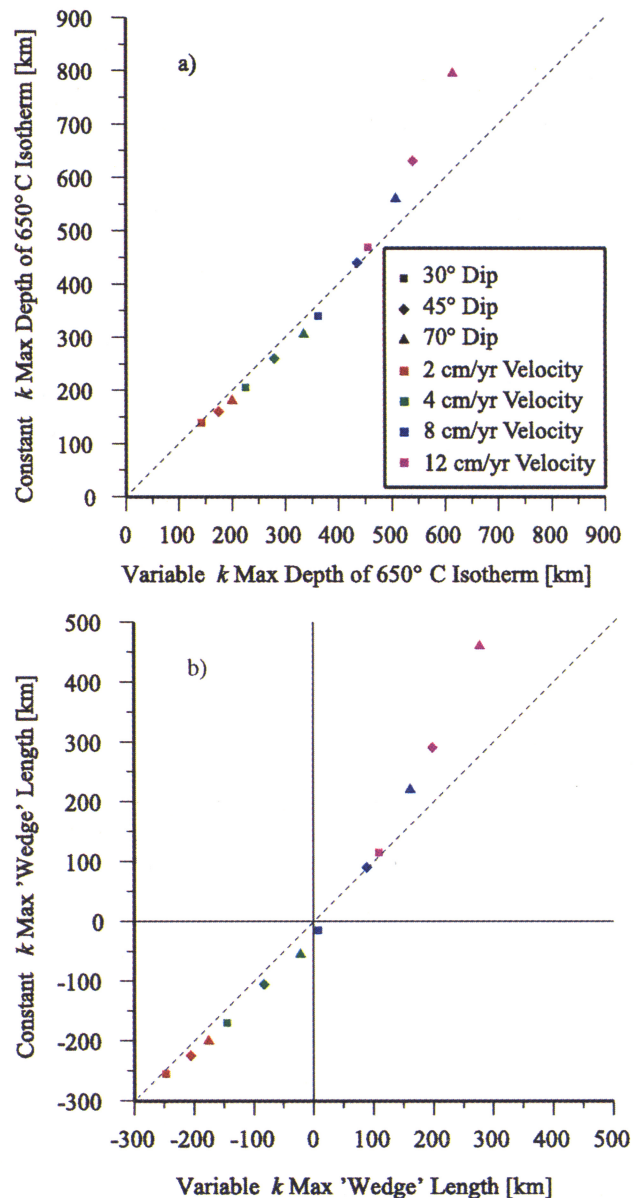 Constant k Max Depth of 650° C Isotherm [km]
900
800
700
600
500
400
300
200
100
0
a)
30° Dip
45° Dip
70° Dip
2 cm/yr Velocity
4 cm/yr Velocity
8 cm/yr Velocity
12 cm/yr Velocity
0 100 200 300 400 500 600 700 800 900
Variable k Max Depth of 650° C Isotherm [km]
Constant k Max 'Wedge' Length [km]
500
400
300
200
100
0
-100
-200
-300
b)
-300 -200 -100 0 100 200 300 400 500
Variable k Max 'Wedge' Length [km]